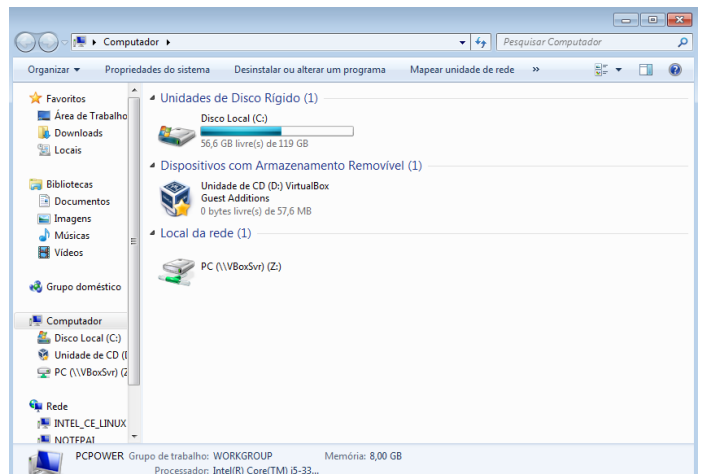 Computador
Pesquisar Computador
Organizar
Propriedades do sistema
Desinstalar ou alterar um programa
Mapear unidade de rede
»
Favoritos
Área de Trabalho
Downloads
Locais
Bibliotecas
Documentos
Imagens
Músicas
Vídeos
Grupo doméstico
Computador
Disco Local (C:)
Unidade de CD (D
PC (\\VBoxSvr) (Z
Rede
INTEL_CE_LINUX
NOTEPAI
Unidades de Disco Rígido (1)
Disco Local (C:)
56,6 GB livre(s) de 119 GB
Dispositivos com Armazenamento Removível (1)
Unidade de CD (D:) VirtualBox
Guest Additions
0 bytes livre(s) de 57,6 MB
Local da rede (1)
PC (\\VBoxSvr) (Z:)
PCPOWER Grupo de trabalho: WORKGROUP Memória: 8,00 GB
Processador: Intel(R) Core(TM) i5-33...